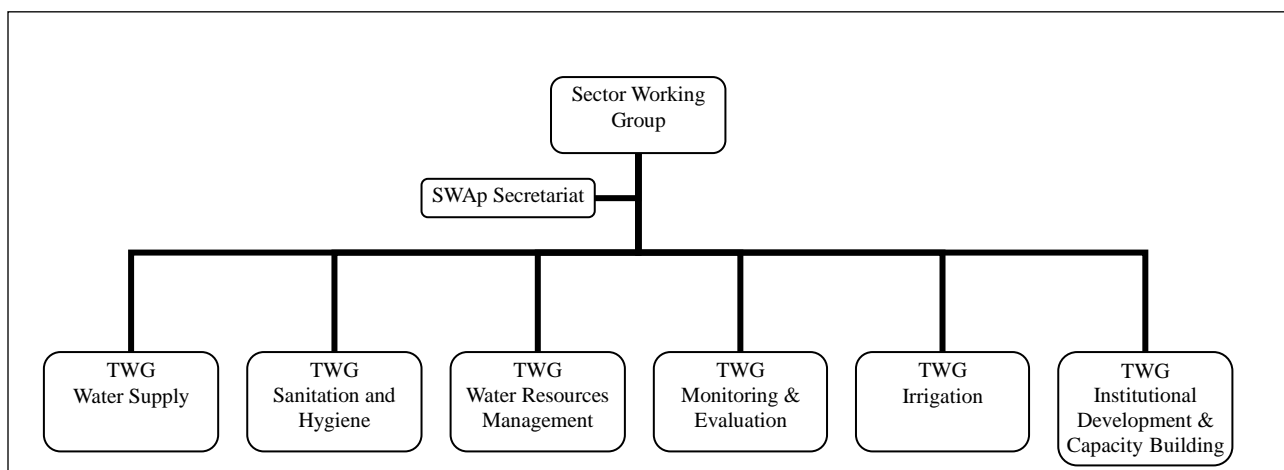 Sector Working
Group
SWAp Secretariat
TWG
Water Supply
TWG
Sanitation and
Hygiene
TWG
Water Resources
Management
TWG
Monitoring &
Evaluation
TWG
Irrigation
TWG
Institutional
Development &
Capacity Building